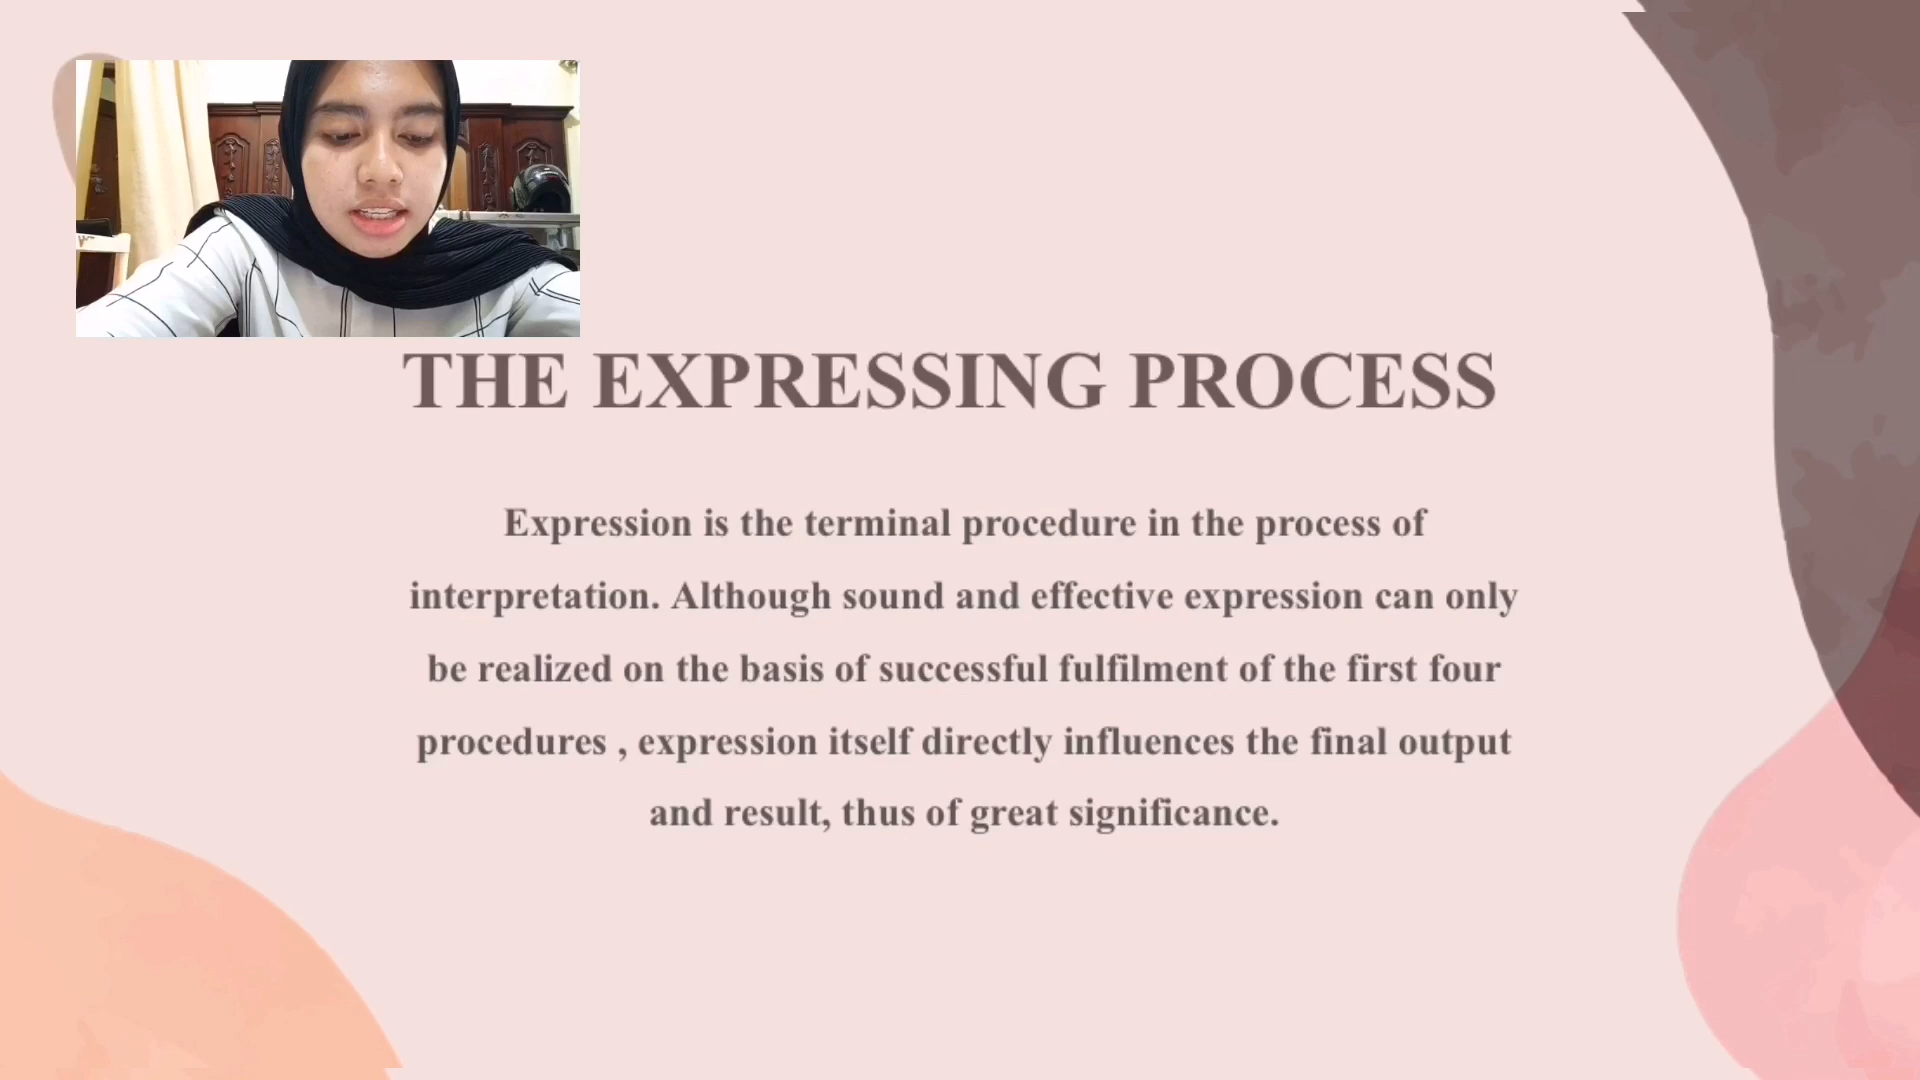 THE EXPRESSING PROCESS
Expression is the terminal procedure in the process of
interpretation. Although sound and effective expression can only
be realized on the basis of successful fulfilment of the first four
procedures , expression itself directly influences the final output
and result, thus of great significance.